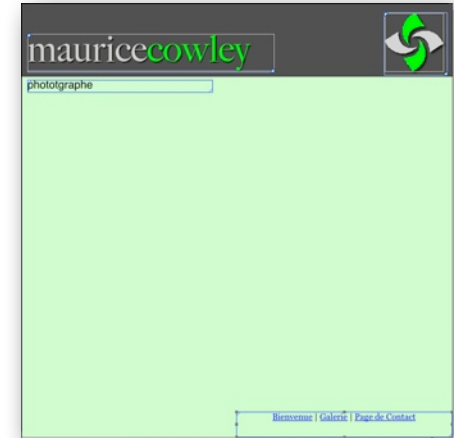 mauricecowley
phototgraphe
Bienvenue | Galerie | Page de Contact